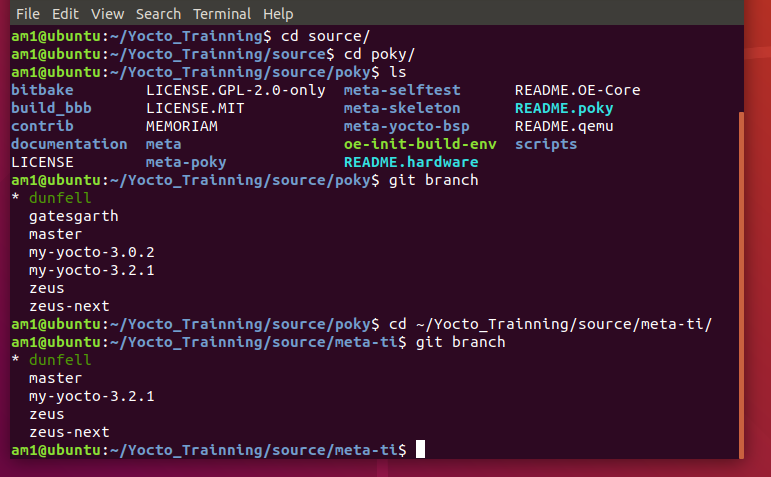 File Edit View Search Terminal Help
am1@ubuntu:~/Yocto_Trainning$ cd source/
am1@ubuntu:~/Yocto_Trainning/source$ cd poky/
am1@ubuntu:~/Yocto_Trainning/source/poky$ ls
bitbake LICENSE.GPL-2.0-only meta-selftest README.OE-Core
build_bbb LICENSE.MIT meta-skeleton README.poky
contrib MEMORIAM meta-yocto-bsp README.qemu
documentation meta oe-init-build-env scripts
LICENSE meta-poky README.hardware
am1@ubuntu:~/Yocto_Trainning/source/poky$ git branch
* dunfell
gatesgarth
master
my-yocto-3.0.2
my-yocto-3.2.1
zeus
zeus-next
am1@ubuntu:~/Yocto_Trainning/source/poky$ cd ~/Yocto_Trainning/source/meta-ti/
am1@ubuntu:~/Yocto_Trainning/source/meta-ti$ git branch
* dunfell
master
my-yocto-3.2.1
zeus
zeus-next
am1@ubuntu:~/Yocto_Trainning/source/meta-ti$